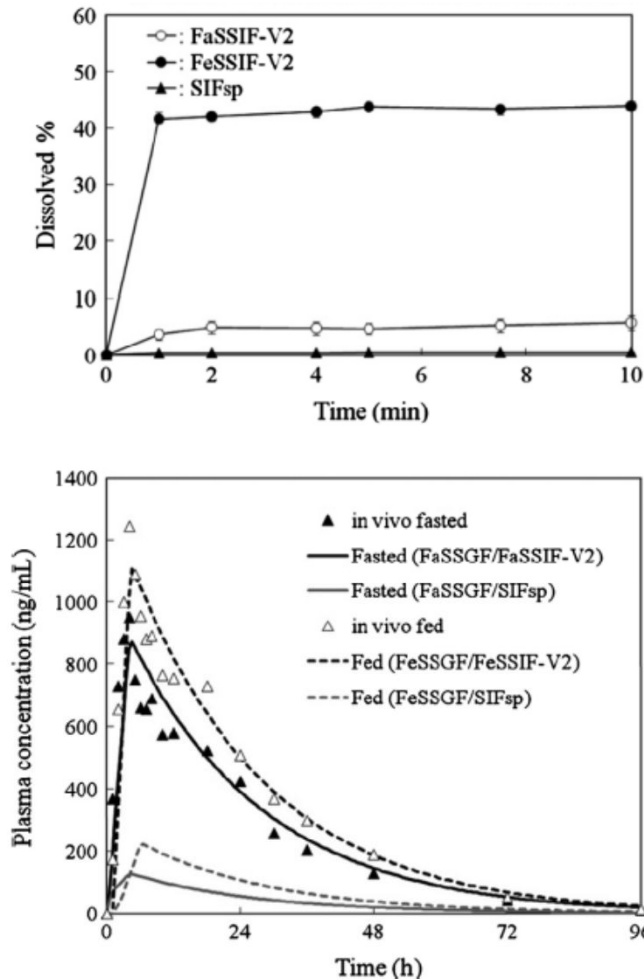 60
50
40
30
20
10
0
Dissolved %
: FaSSIF-V2
: FeSSIF-V2
: SIFsp
0 2 4 6 8 10
Time (min)
1400
1200
1000
800
600
400
200
0
Plasma concentration (ng/mL)
in vivo fasted
Fasted (FaSSGF/FaSSIF-V2)
Fasted (FaSSGF/SIFsp)
in vivo fed
Fed (FeSSGF/FeSSIF-V2)
Fed (FeSSGF/SIFsp)
0 24 48 72 96
Time (h)